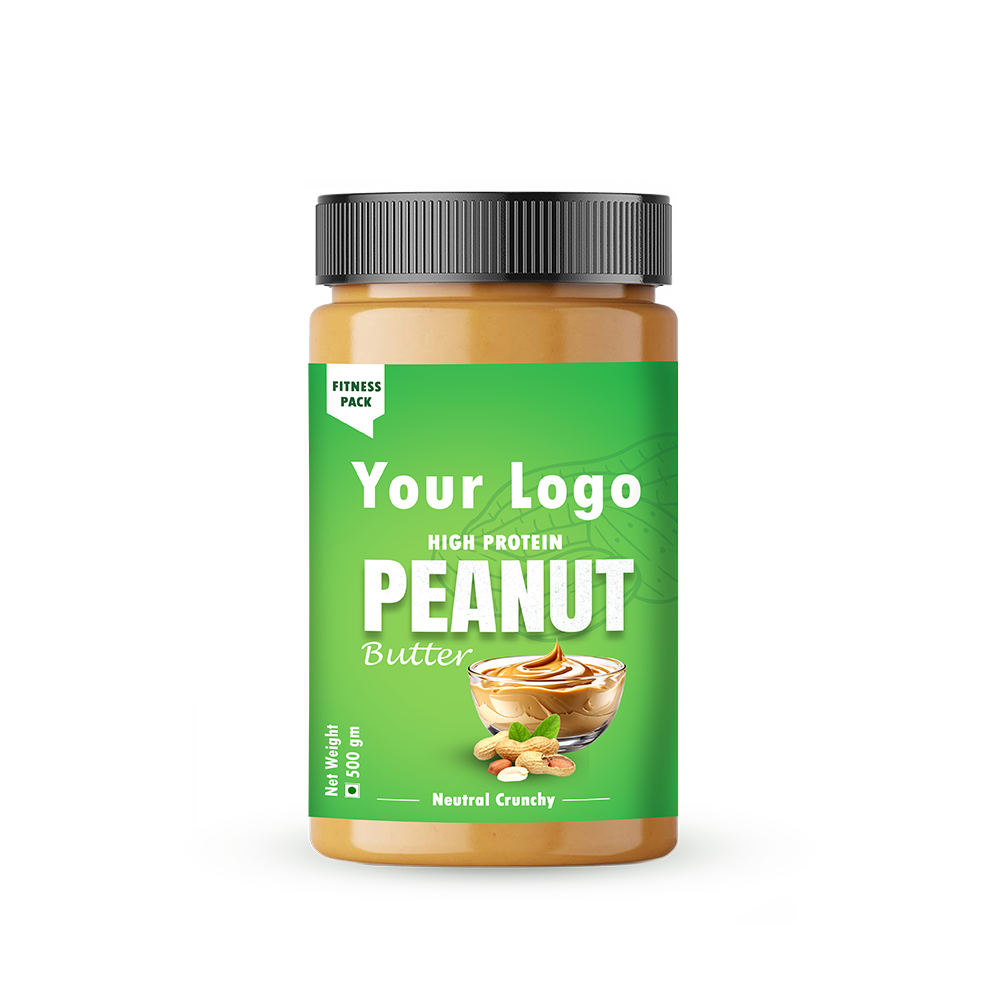 FITNESS
PACK
Your Logo
HIGH PROTEIN
PEANUT
Butter
Net Weight
500 gm
Neutral Crunchy